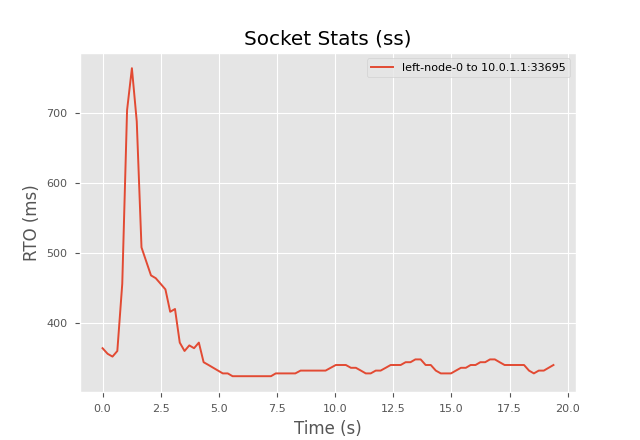 Socket Stats (ss)
left-node-0 to 10.0.1.1:33695
700
600
500
400
RTO (ms)
0.0 2.5 5.0 7.5 10.0 12.5 15.0 17.5 20.0
Time (s)